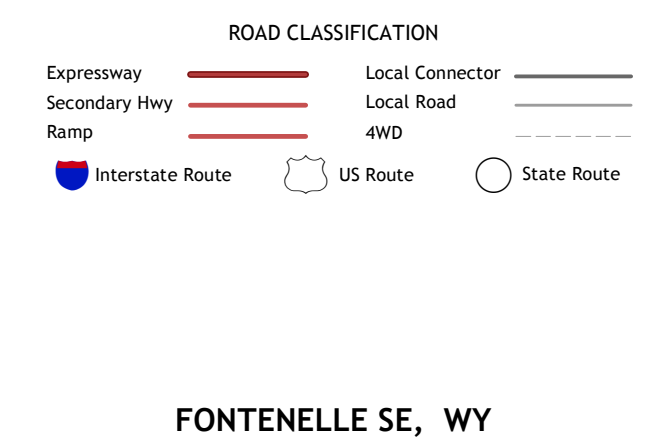 ROAD CLASSIFICATION
Expressway
Secondary Hwy
Ramp
Local Connector
Local Road
4WD
Interstate Route
US Route
State Route
FONTENELLE SE, WY